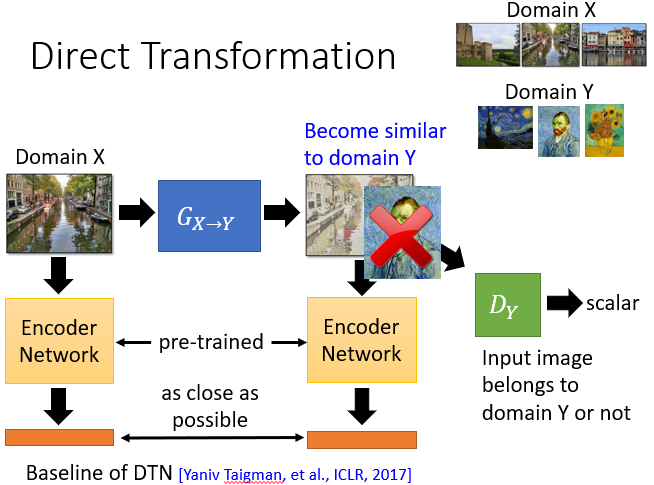 Direct Transformation
Domain X
Domain Y
Become similar
to domain Y
Domain X
G_{X→Y}
D_Y
scalar
Encoder
Network
pre-trained
Encoder
Network
Input image
belongs to
domain Y or not
as close as
possible
Baseline of DTN [Yaniv Taigman, et al., ICLR, 2017]